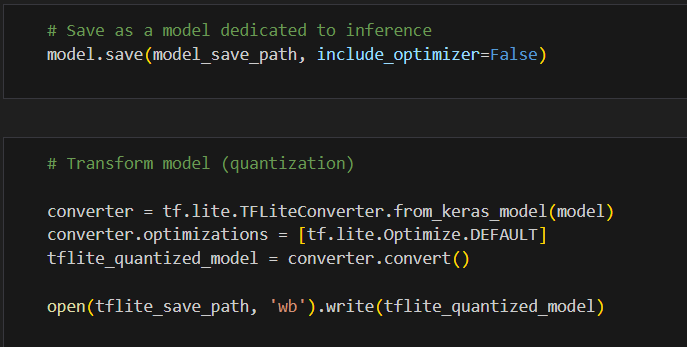 # Save as a model dedicated to inference
model.save(model_save_path, include_optimizer=False)
# Transform model (quantization)
converter = tf.lite.TFLiteConverter.from_keras_model(model)
converter.optimizations = [tf.lite.Optimize.DEFAULT]
tflite_quantized_model = converter.convert()
open(tflite_save_path, 'wb').write(tflite_quantized_model)